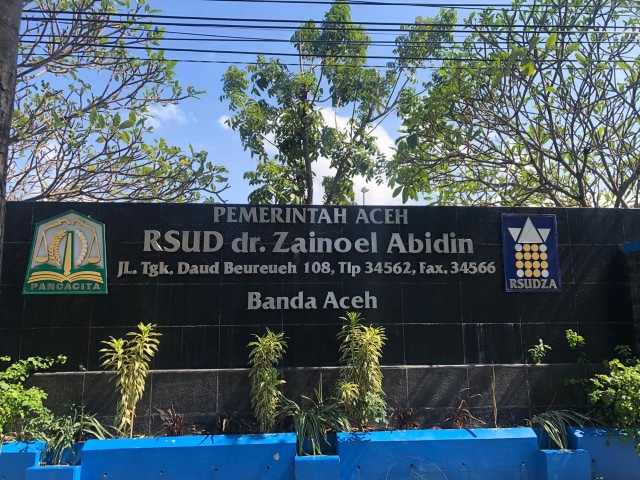 PEMERINTAH ACEH
RSUD dr. Zainoel Abidin
JL. Tgk. Daud Beureueh 108, Tlp 34562, Fax. 34566
Banda Aceh
PANCACITA
RSUDZA